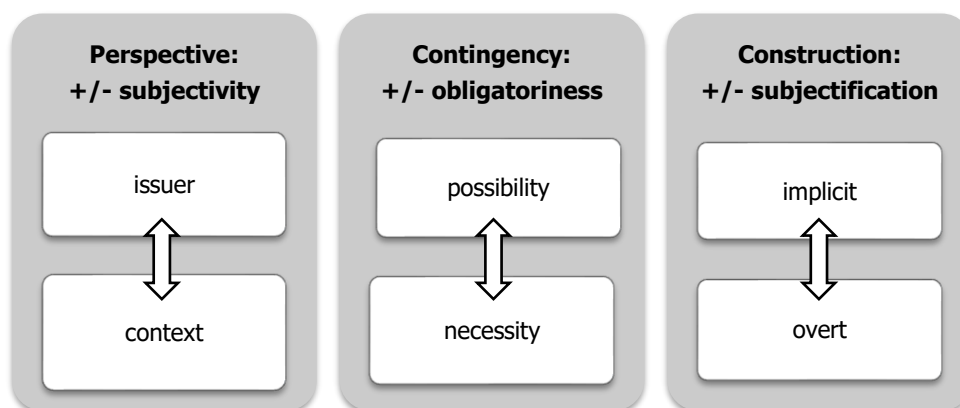 Perspective:
+/- subjectivity
issuer
context
Contingency:
+/- obligatoriness
possibility
necessity
Construction:
+/- subjectification
implicit
overt